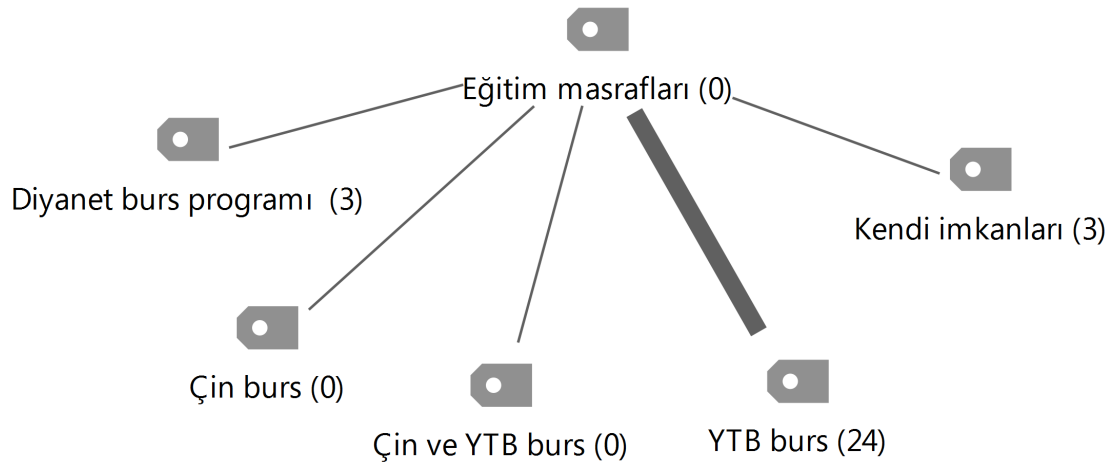 Eğitim masrafları (0)
Diyanet burs programı  (3)
Kendi imkanları (3)
Çin burs (0)
Çin ve YTB burs (0)
YTB burs (24)